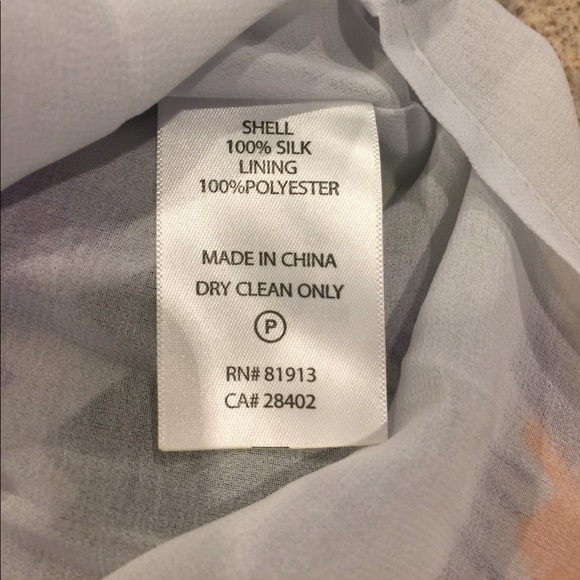 SHELL
100% SILK
LINING
100%POLYESTER
MADE IN CHINA
DRY CLEAN ONLY
P
RN# 81913
CA# 28402